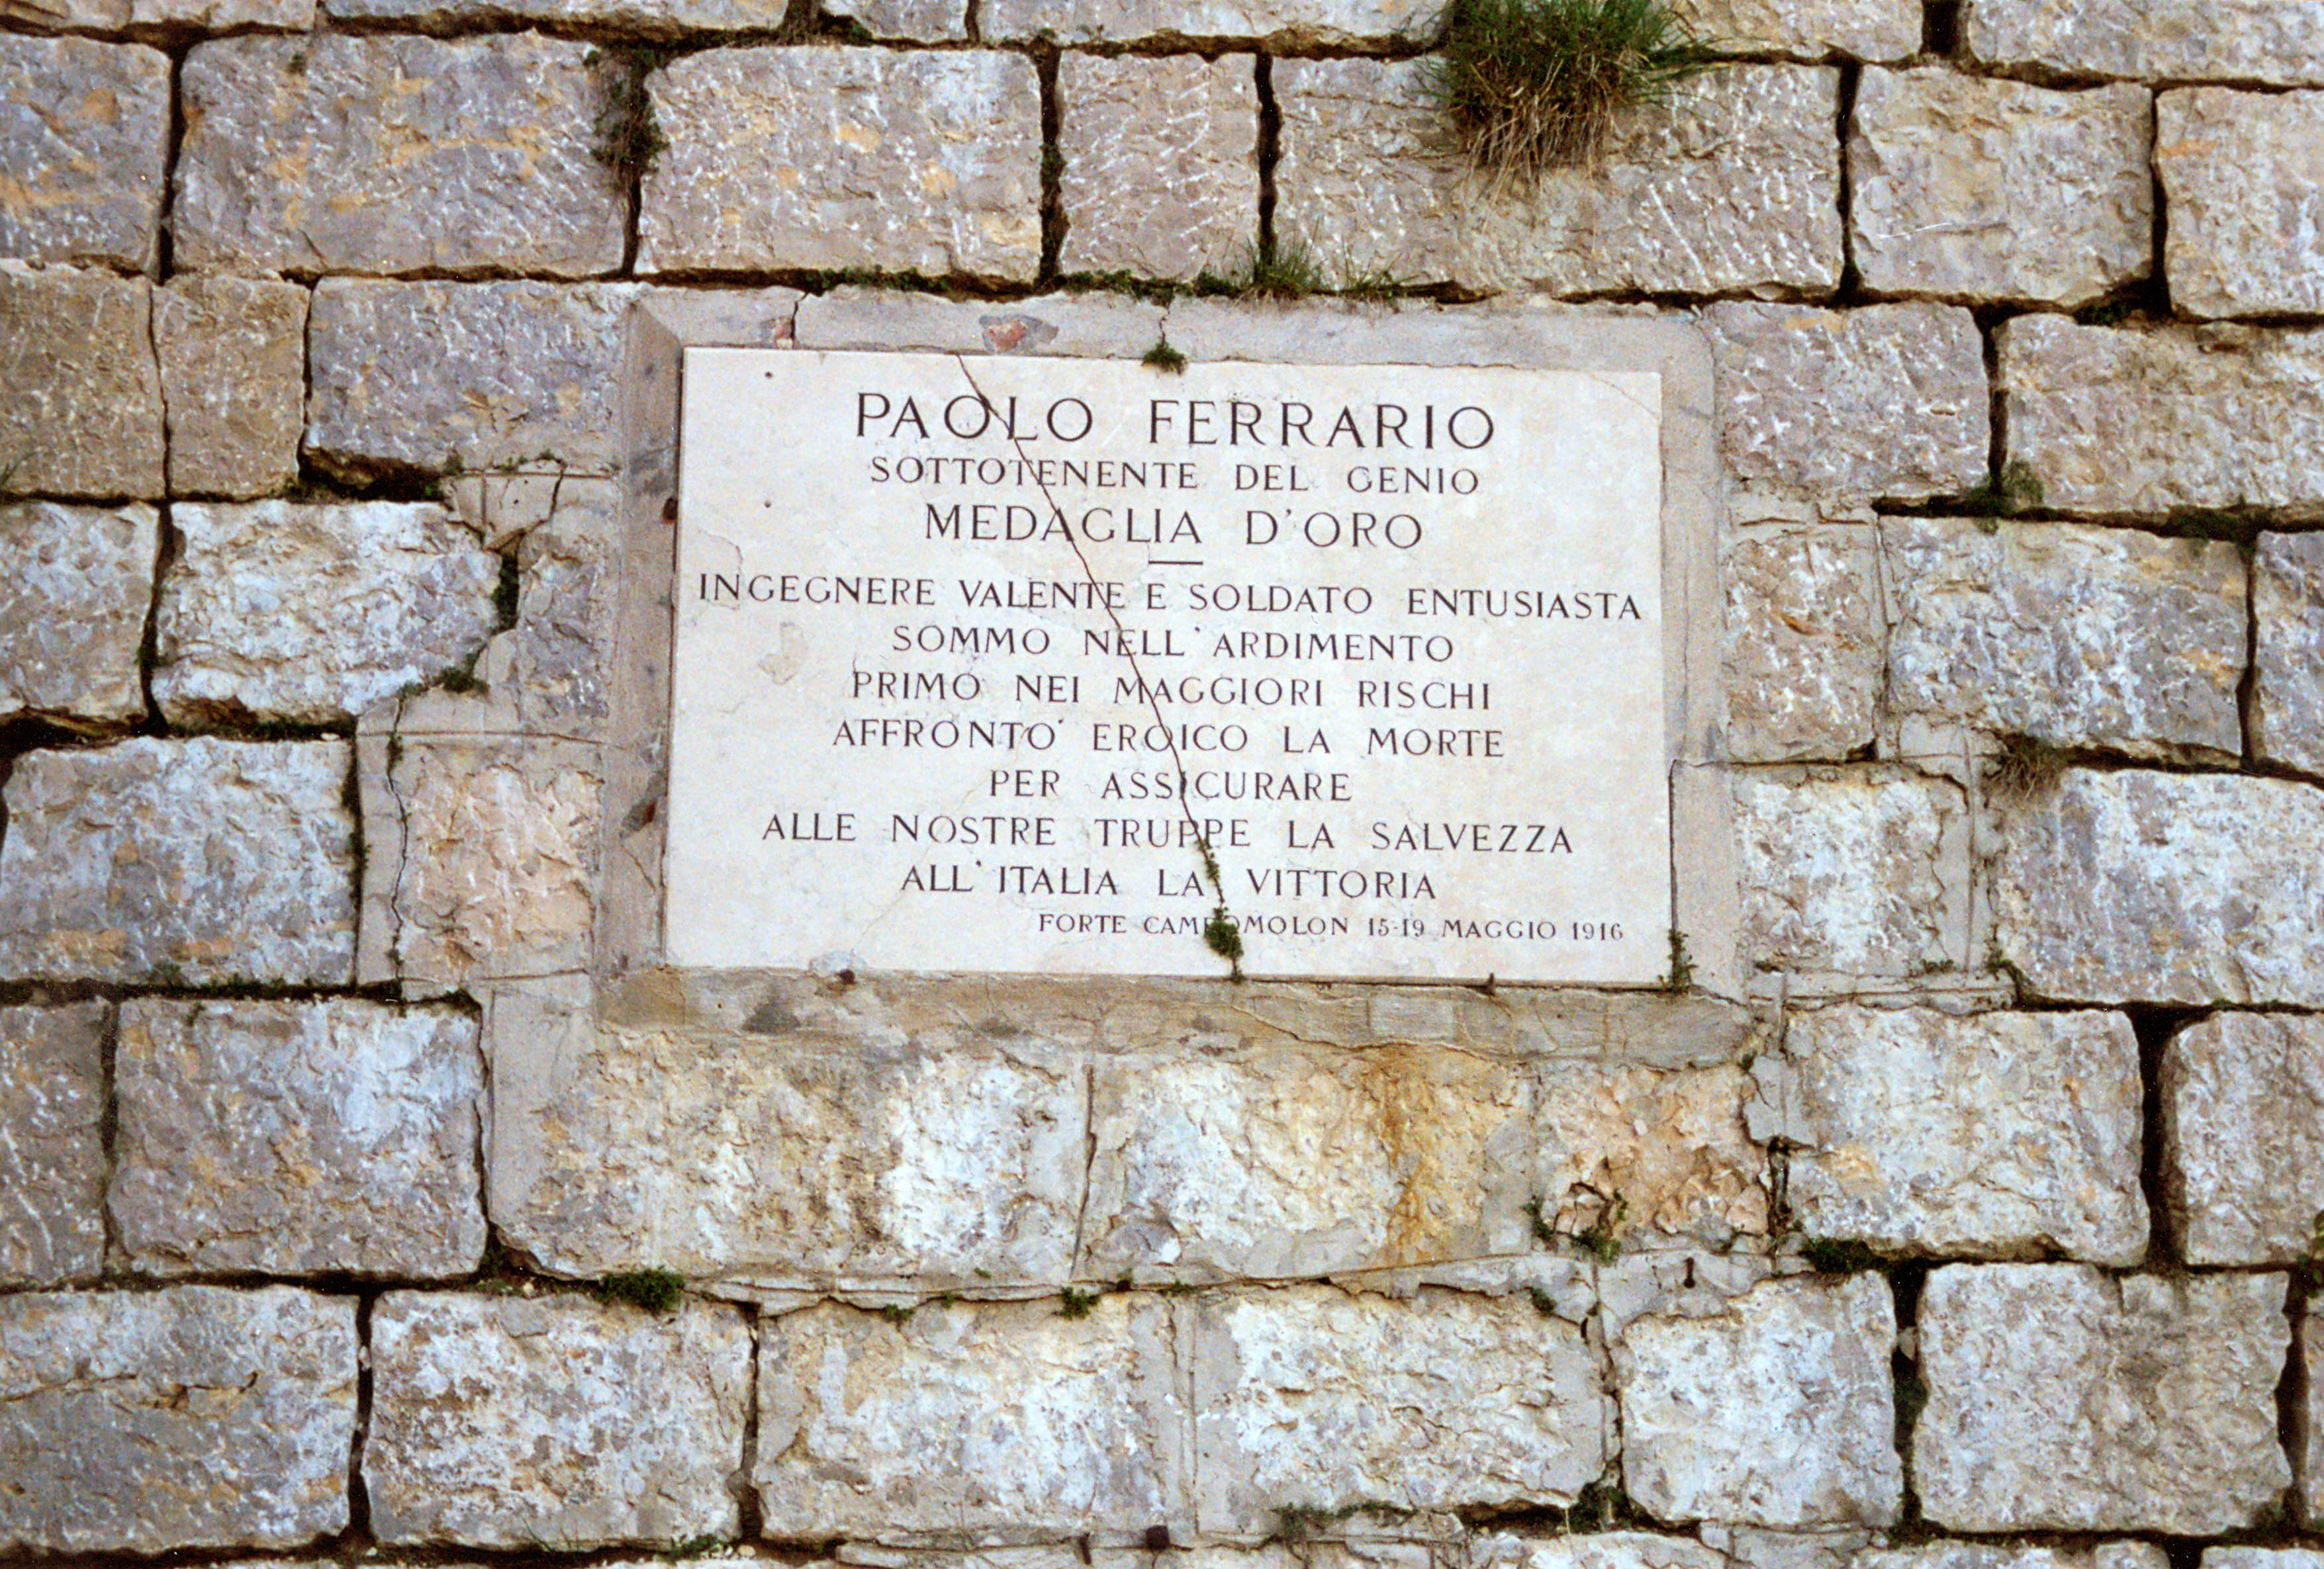 PAOLO FERRARIO
SOTTOTENENTE DEL GENIO
MEDAGLIA D'ORO
INGEGNERE VALENTE E SOLDATO ENTUSIASTA
SOMMO NELL'ARDIMENTO
PRIMO NEI MAGGIORI RISCHI
AFFRONTO' EROICO LA MORTE
PER ASSICURARE
ALLE NOSTRE TRUPPE LA SALVEZZA
ALL'ITALIA LA VITTORIA
FORTE CAMPOMOLON 15-19 MAGGIO 1916